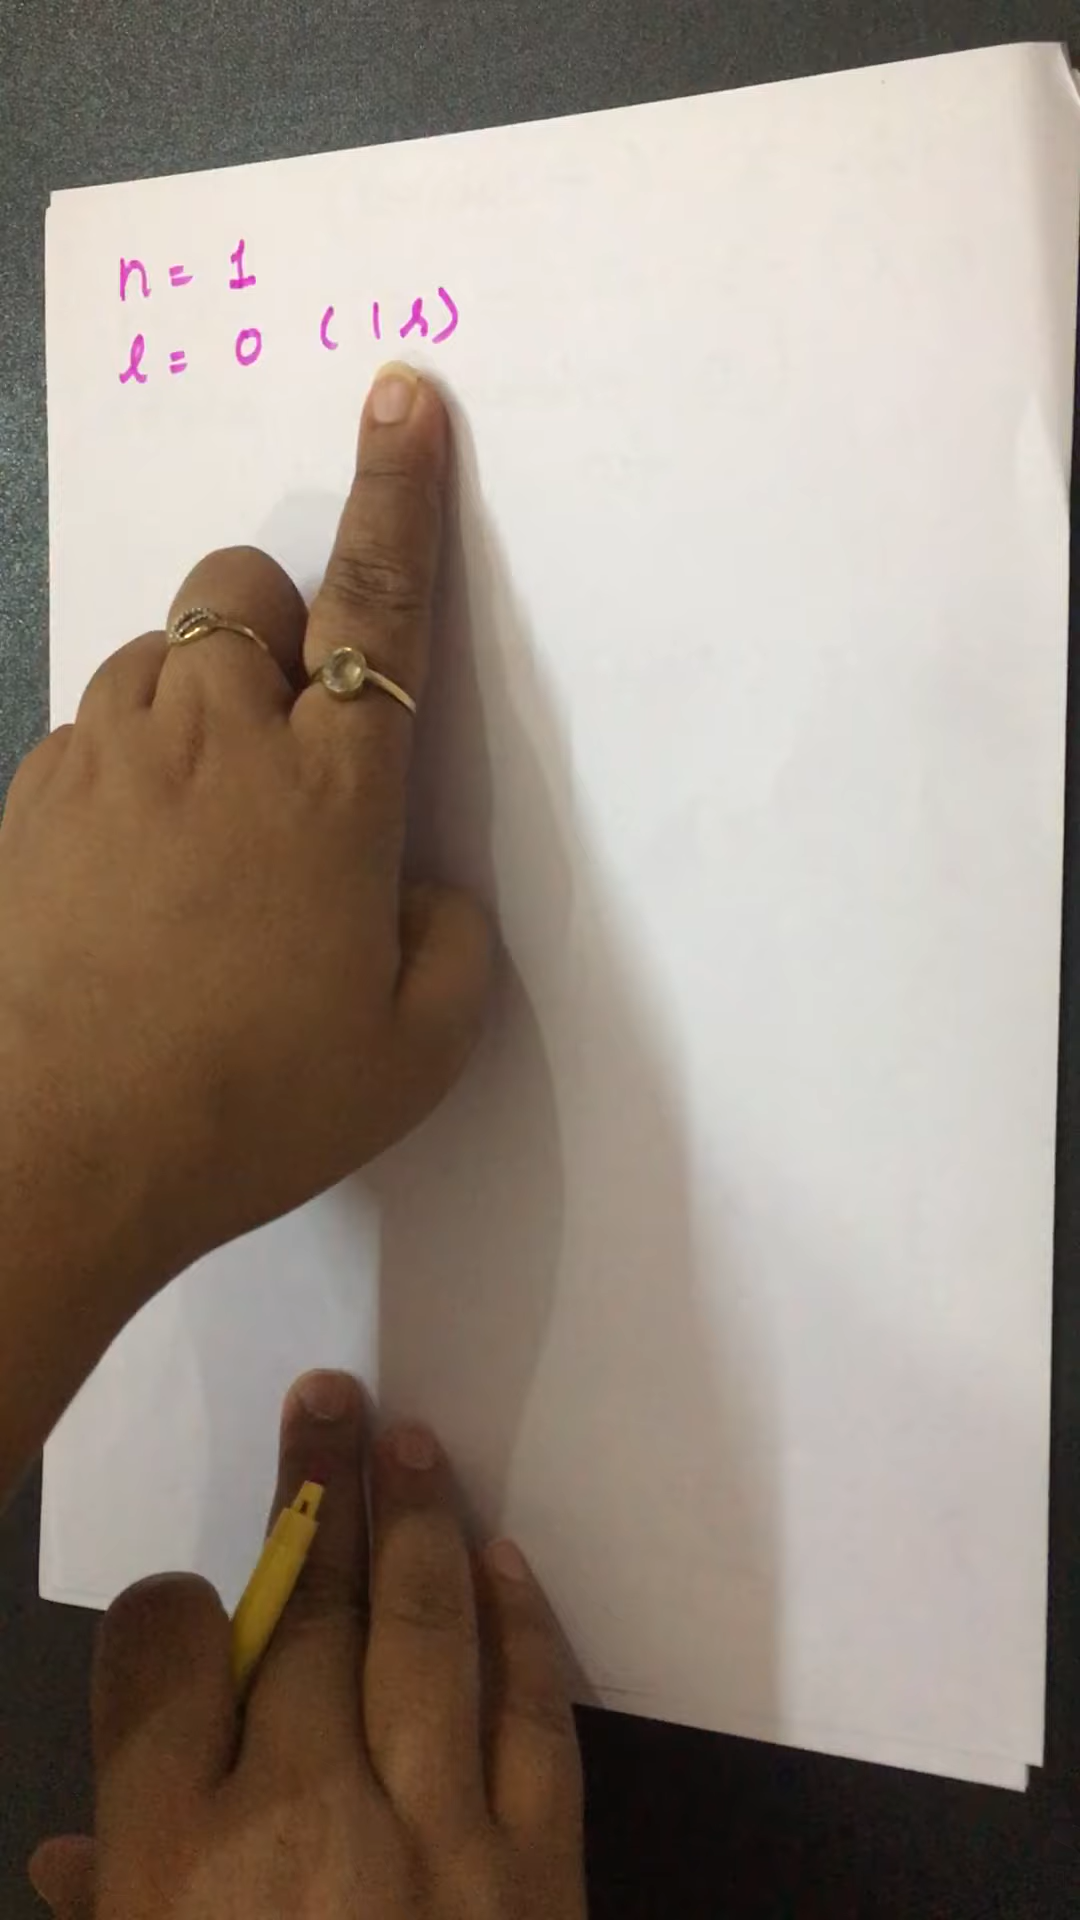 n = 1
l = 0 (1s)